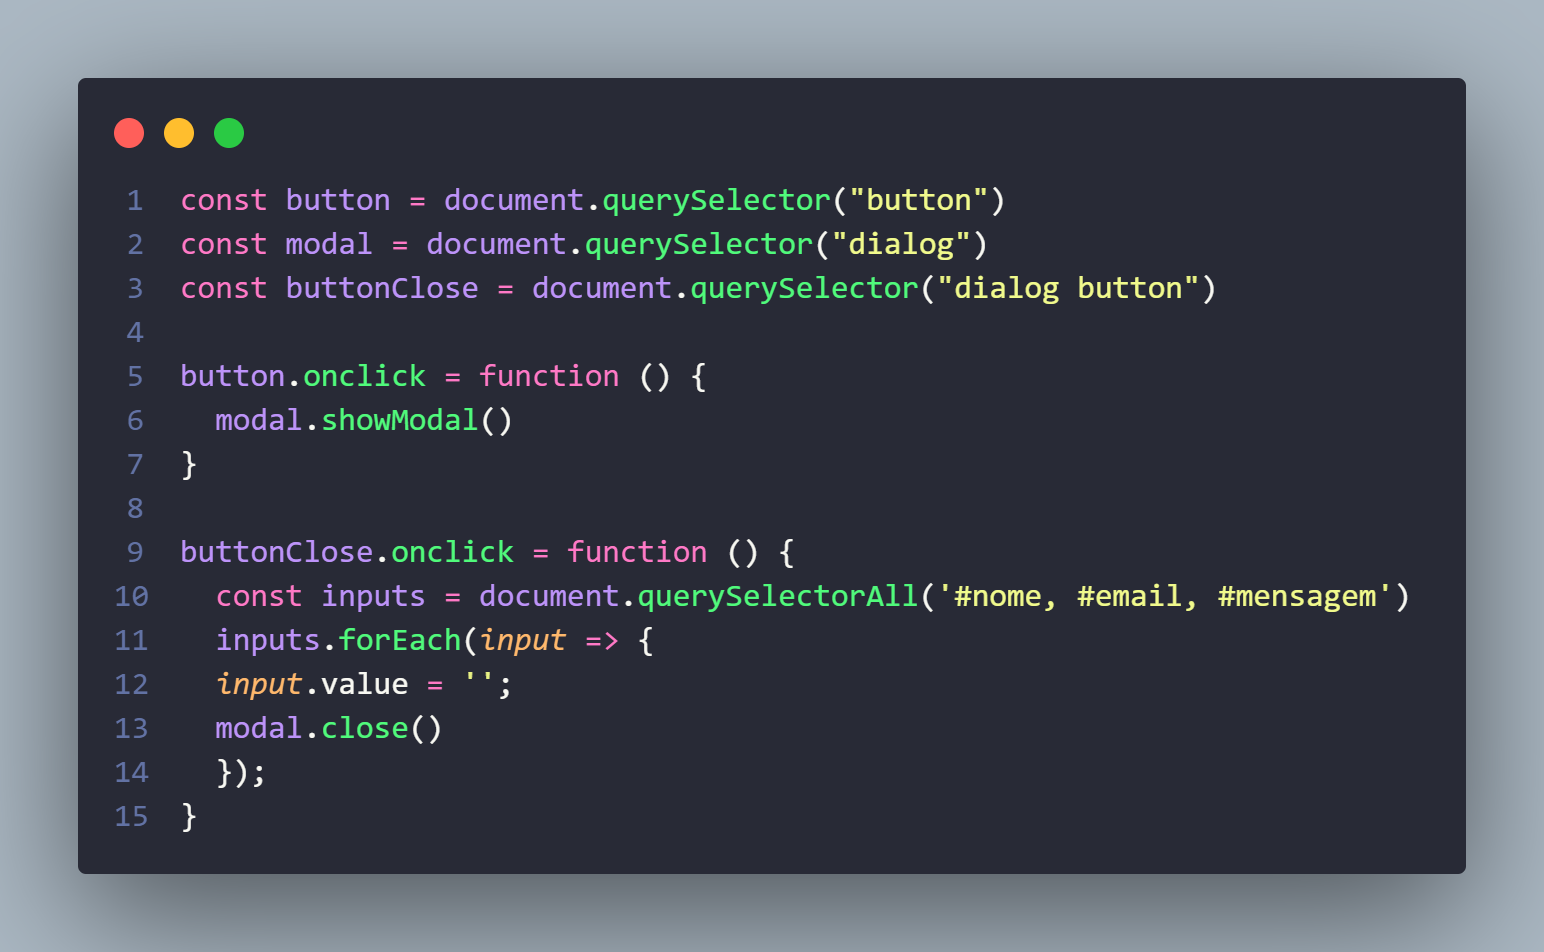 1 const button = document.querySelector("button")
2 const modal = document.querySelector("dialog")
3 const buttonClose = document.querySelector("dialog button")
4
5 button.onclick = function () {
6   modal.showModal()
7 }
8
9 buttonClose.onclick = function () {
10   const inputs = document.querySelectorAll('#nome, #email, #mensagem')
11   inputs.forEach(input => {
12   input.value = '';
13   modal.close()
14   });
15 }